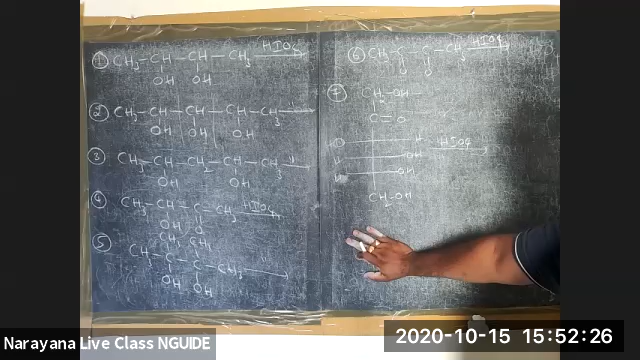 ① CH₃-CH-CH-CH₃ HIO₄
OH OH
② CH₃-CH-CH-CH-CH₃ "
OH OH OH
③ CH₃-CH-CH₂-CH-CH₃ "
OH OH
④ CH₃-CH-C-CH₃ HIO₄
OH O
⑤ CH₃ CH₃
CH₃-C-C-CH₃ "
OH OH
⑥ CH₃-C-C-CH₃ HIO₄
O O
⑦ CH₂-OH
C=O
HO H
H OH HIO₄
H OH
CH₂-OH
Narayana Live Class NGUIDE
2020-10-15 15:52:26